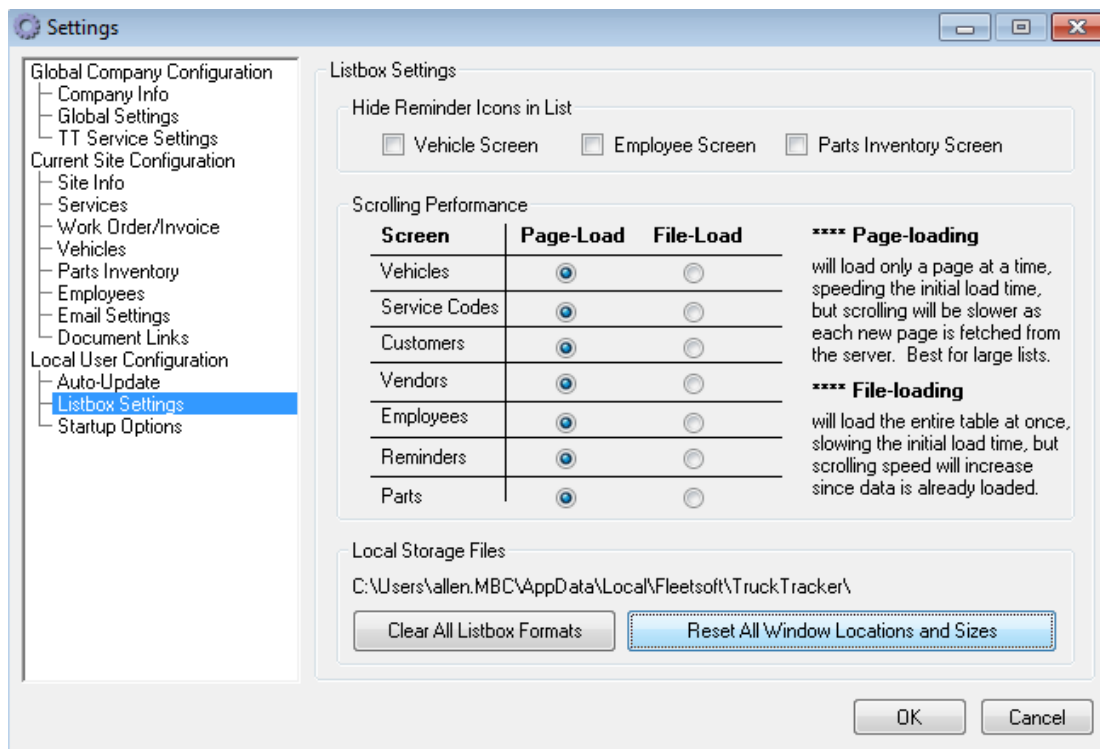 Settings
Global Company Configuration
Company Info
Global Settings
TT Service Settings
Current Site Configuration
Site Info
Services
Work Order/Invoice
Vehicles
Parts Inventory
Employees
Email Settings
Document Links
Local User Configuration
Auto-Update
Listbox Settings
Startup Options
Listbox Settings
Hide Reminder Icons in List
Vehicle Screen Employee Screen Parts Inventory Screen
Scrolling Performance
Screen Page-Load File-Load
Vehicles
Service Codes
Customers
Vendors
Employees
Reminders
Parts
**** Page-loading
will load only a page at a time,
speeding the initial load time,
but scrolling will be slower as
each new page is fetched from
the server. Best for large lists.
**** File-loading
will load the entire table at once,
slowing the initial load time, but
scrolling speed will increase
since data is already loaded.
Local Storage Files
C:\Users\allen.MBC\AppData\Local\Fleetsoft\TruckTracker\
Clear All Listbox Formats Reset All Window Locations and Sizes
OK Cancel